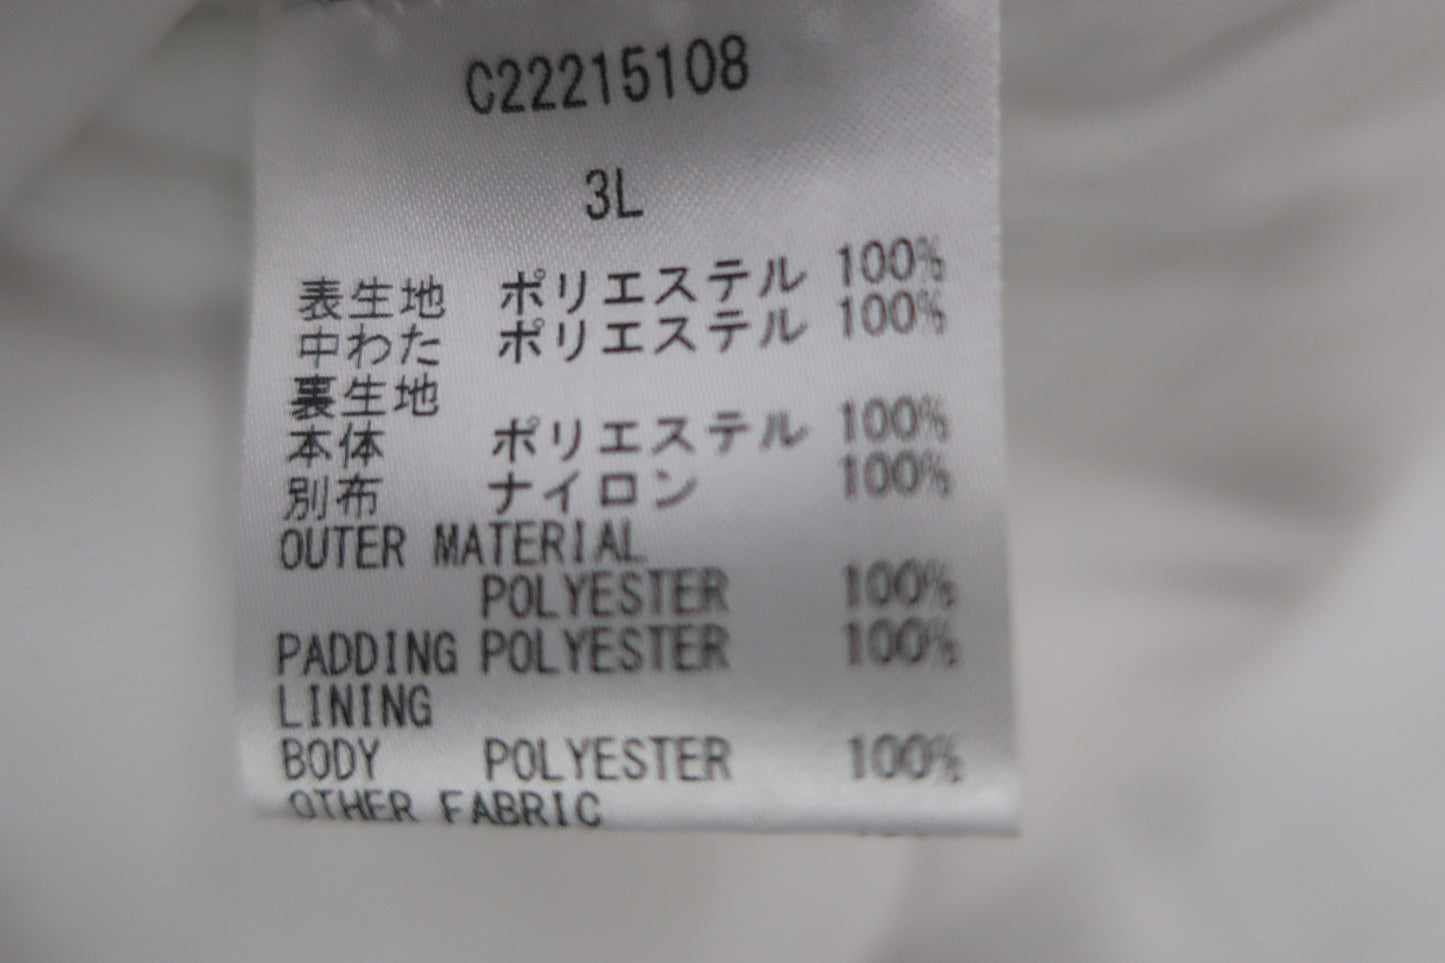 C22215108
3L
表生地 ポリエステル 100%
中わた ポリエステル 100%
裏生地
本体 ポリエステル 100%
別布 ナイロン 100%
OUTER MATERIAL
POLYESTER 100%
PADDING POLYESTER 100%
LINING
BODY POLYESTER 100%
OTHER FABRIC